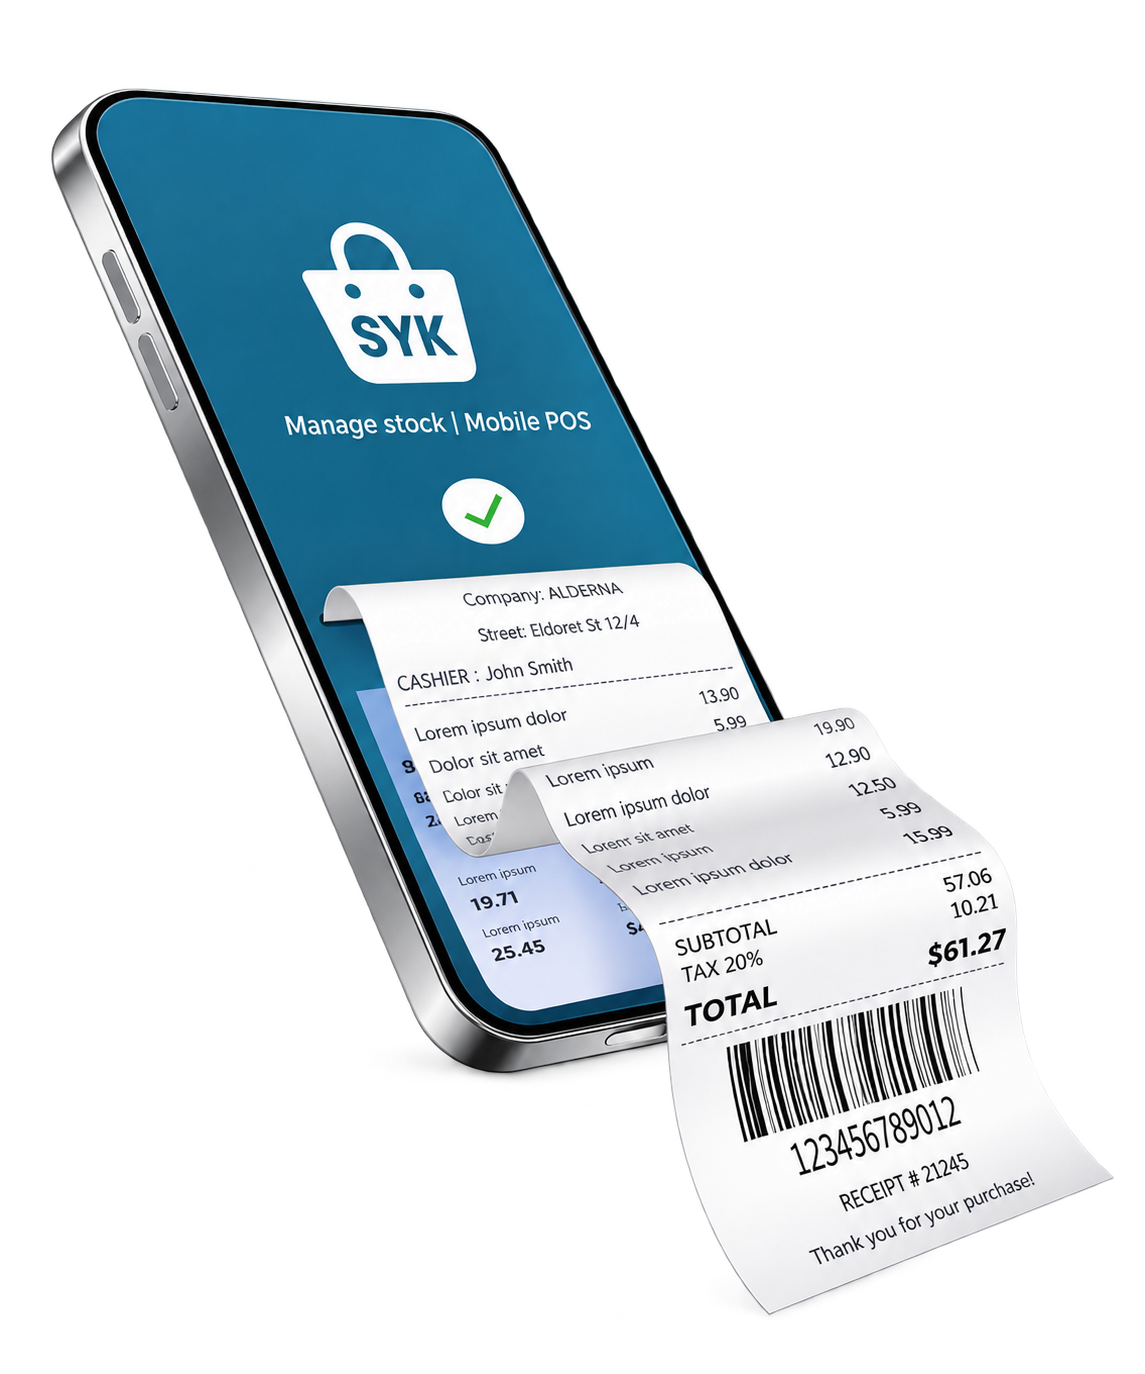 SYK
Manage stock | Mobile POS
Company: ALDERNA
Street: Eldoret St 12/4
CASHIER : John Smith
Lorem ipsum dolor 13.90
Dolor sit amet 5.99
Dolor sit
Lorem
Lorem ipsum 19.90
Lorem ipsum dolor 12.90
sit amet 12.50
Lorem ipsum 5.99
Lorem ipsum dolor 15.99
57.06
SUBTOTAL 10.21
TAX 20%
TOTAL $61.27
123456789012
RECEIPT # 21245
Thank you for your purchase!
Lorem ipsum
19.71
Lorem ipsum
25.45